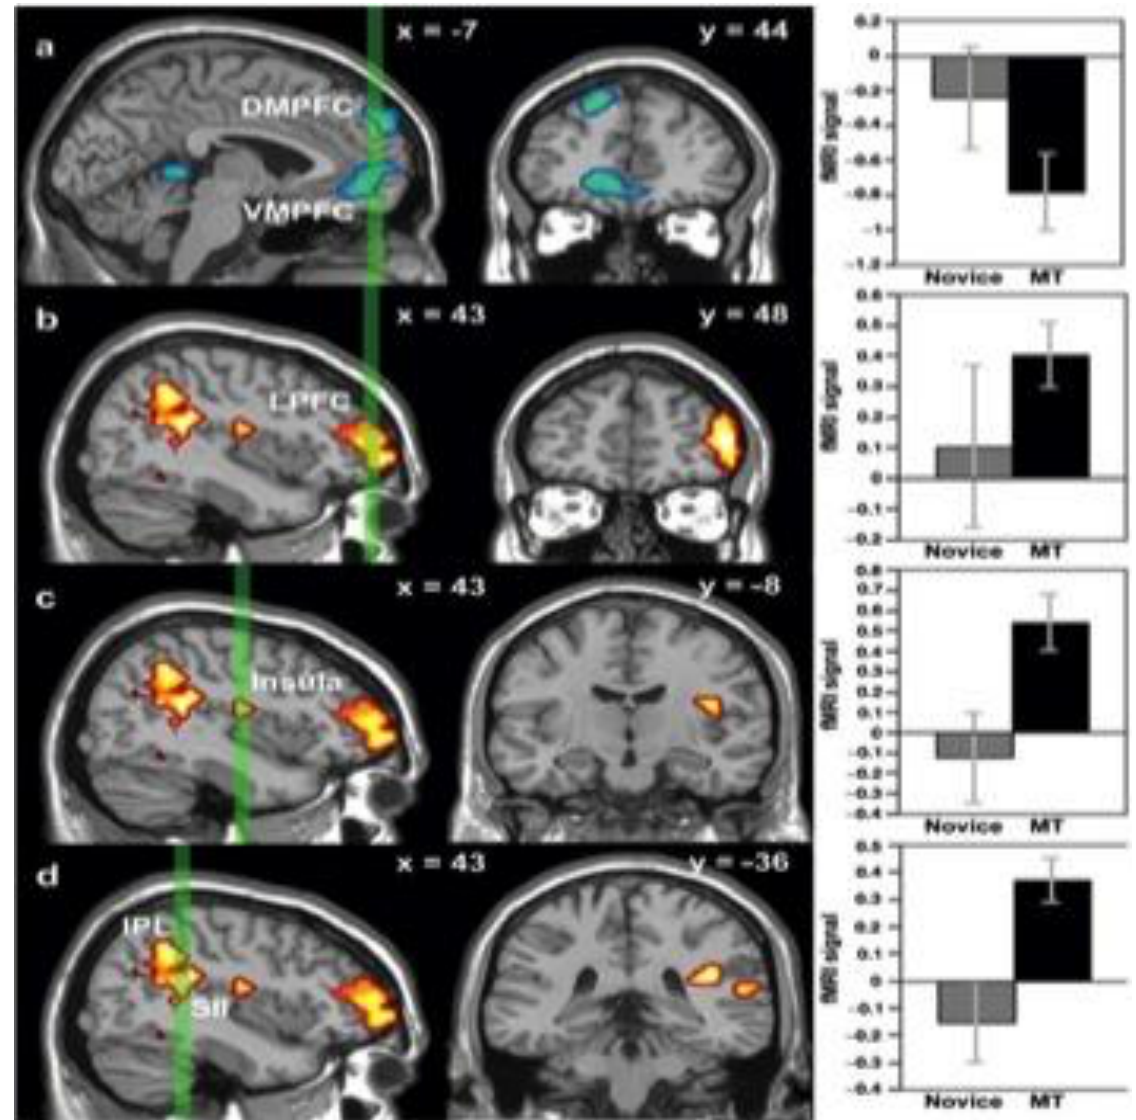 a
x = -7
y = 44
DMPFC
VMPFC
fMRI signal
0.2
0
-0.2
-0.4
-0.6
-0.8
-1
-1.2
Novice MT
b
x = 43
y = 48
LPFC
fMRI signal
0.6
0.5
0.4
0.3
0.2
0.1
0
-0.1
-0.2
Novice MT
c
x = 43
y = -8
Insula
fMRI signal
0.8
0.7
0.6
0.5
0.4
0.3
0.2
0.1
0
-0.1
-0.2
-0.3
-0.4
Novice MT
d
x = 43
y = -36
IPL
SII
fMRI signal
0.5
0.4
0.3
0.2
0.1
0
-0.1
-0.2
-0.3
-0.4
Novice MT